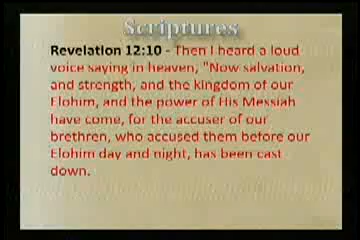 Scriptures
Revelation 12:10 - Then I heard a loud
voice saying in heaven, "Now salvation,
and strength, and the kingdom of our
Elohim, and the power of His Messiah
have come, for the accuser of our
brethren, who accused them before our
Elohim day and night, has been cast
down.